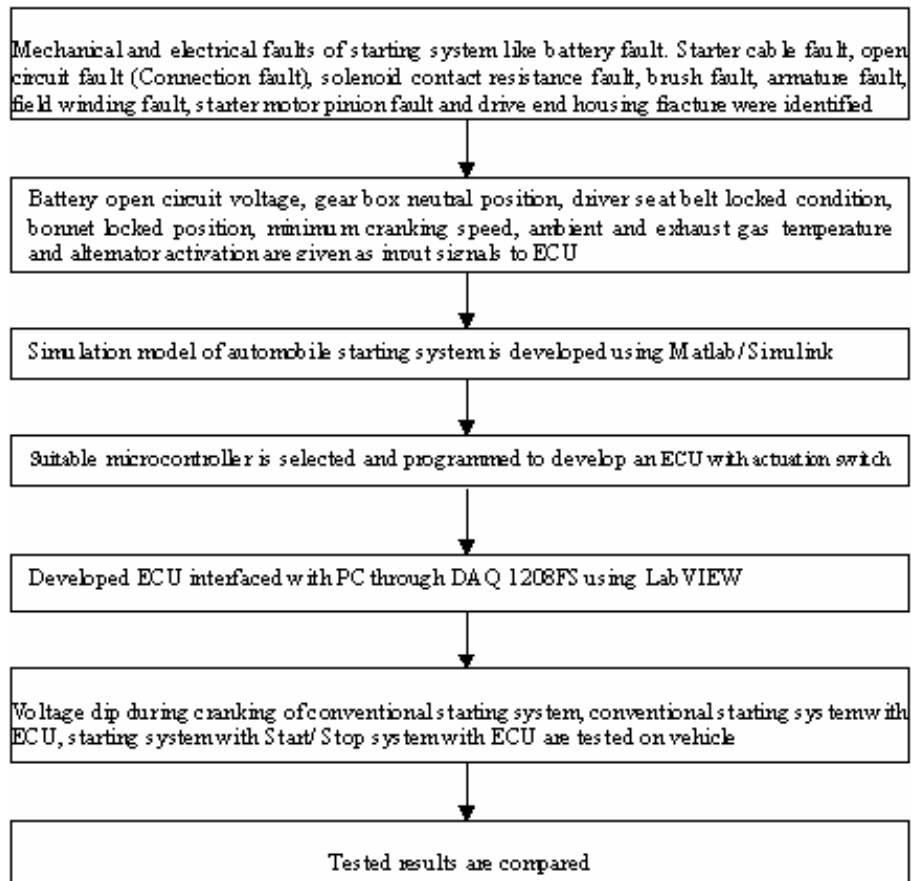 Mechanical and electrical faults of starting system like battery fault. Starter cable fault, open
circuit fault (Connection fault), solenoid contact resistance fault, brush fault, armature fault,
field winding fault, starter motor pinion fault and drive end housing fracture were identified
Battery open circuit voltage, gear box neutral position, driver seat belt locked condition,
bonnet locked position, minimum cranking speed, ambient and exhaust gas temperature
and alternator activation are given as input signals to ECU
Simulation model of automobile starting system is developed using Matlab/Simulink
Suitable microcontroller is selected and programmed to develop an ECU with actuation switch
Developed ECU interfaced with PC through DAQ 1208FS using LabVIEW
Voltage dip during cranking of conventional starting system, conventional starting system with
ECU, starting system with Start/Stop system with ECU are tested on vehicle
Tested results are compared